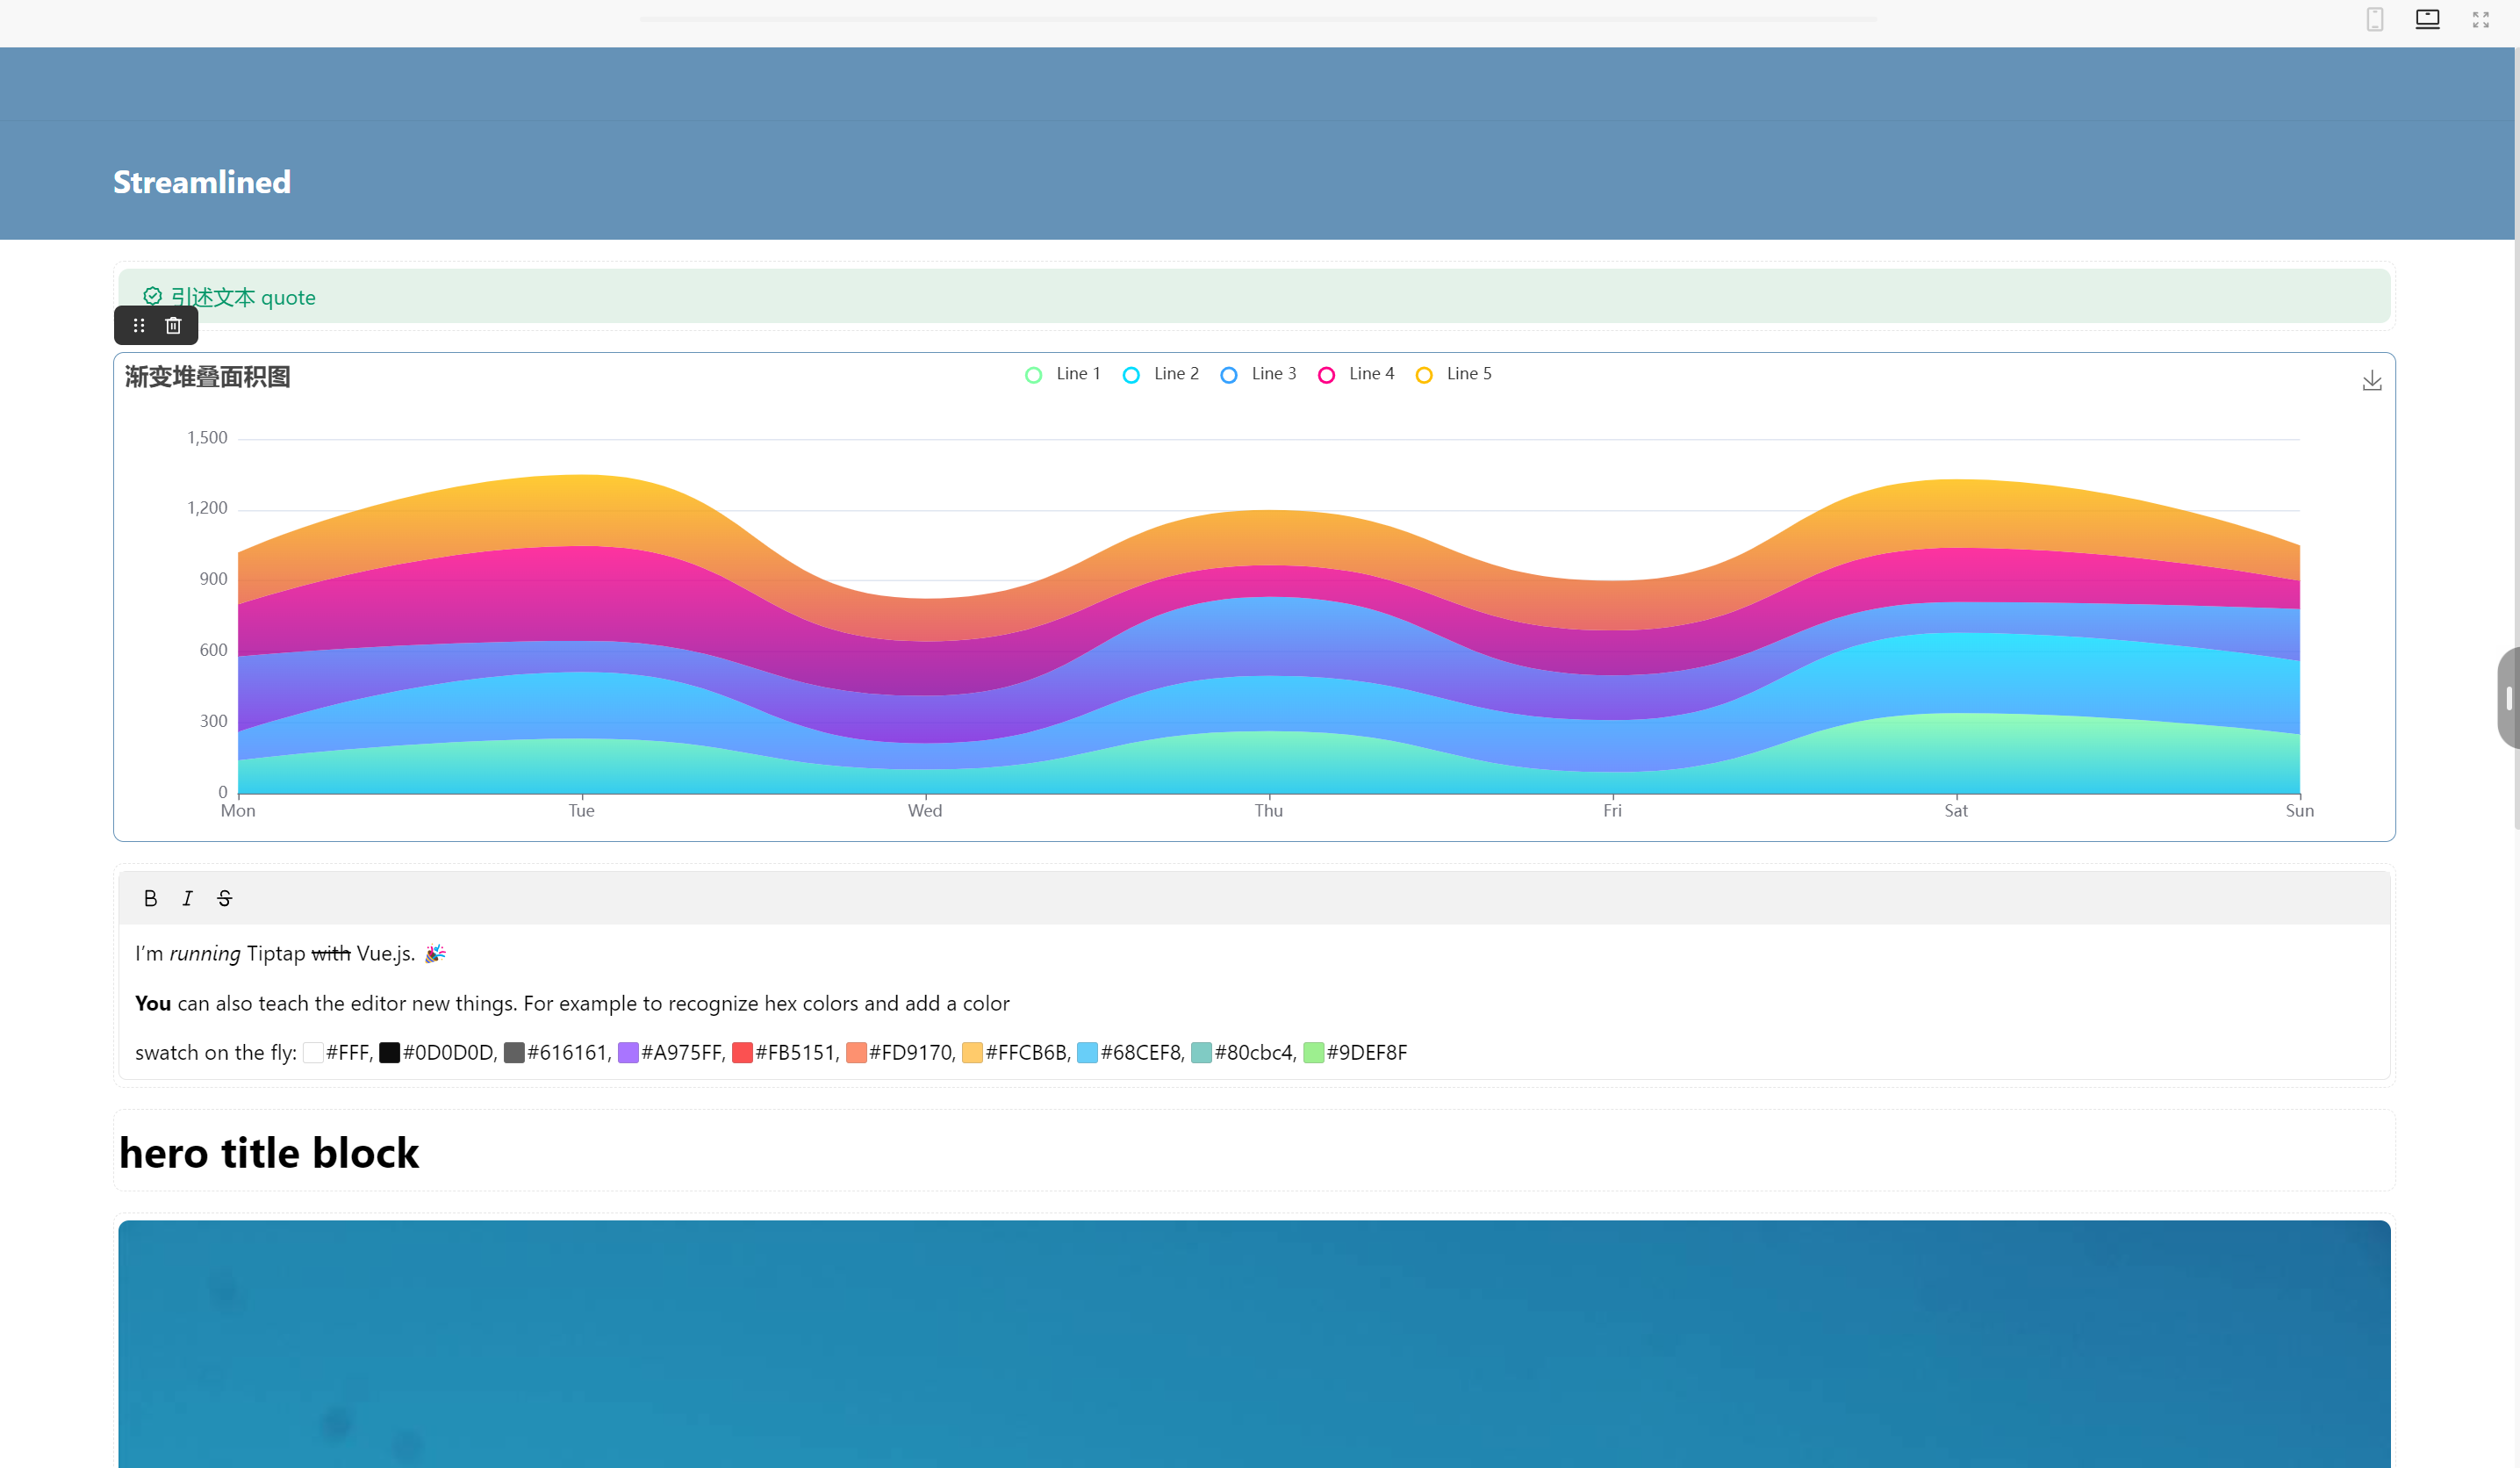 Streamlined
引述文本 quote
渐变堆叠面积图
Line 1 Line 2 Line 3 Line 4 Line 5
1,500
1,200
900
600
300
0
Mon Tue Wed Thu Fri Sat Sun
B I S
I’m running Tiptap with Vue.js. 🎉
You can also teach the editor new things. For example to recognize hex colors and add a color
swatch on the fly: #FFF, #0D0D0D, #616161, #A975FF, #FB5151, #FD9170, #FFCB6B, #68CEF8, #80cbc4, #9DEF8F
hero title block